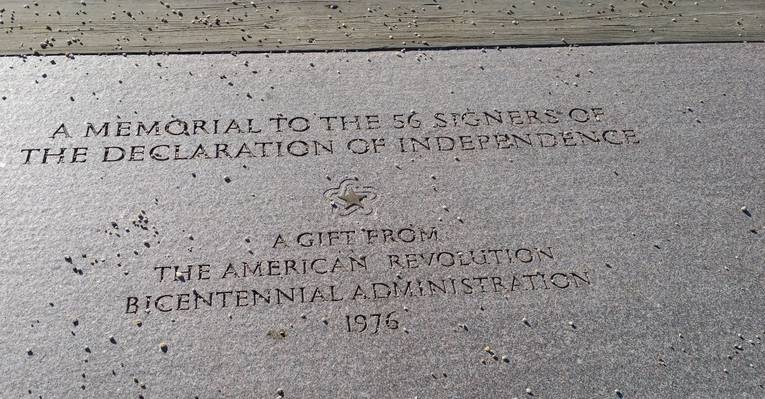 A MEMORIAL TO THE 56 SIGNERS OF
THE DECLARATION OF INDEPENDENCE
A GIFT FROM
THE AMERICAN REVOLUTION
BICENTENNIAL ADMINISTRATION
1976